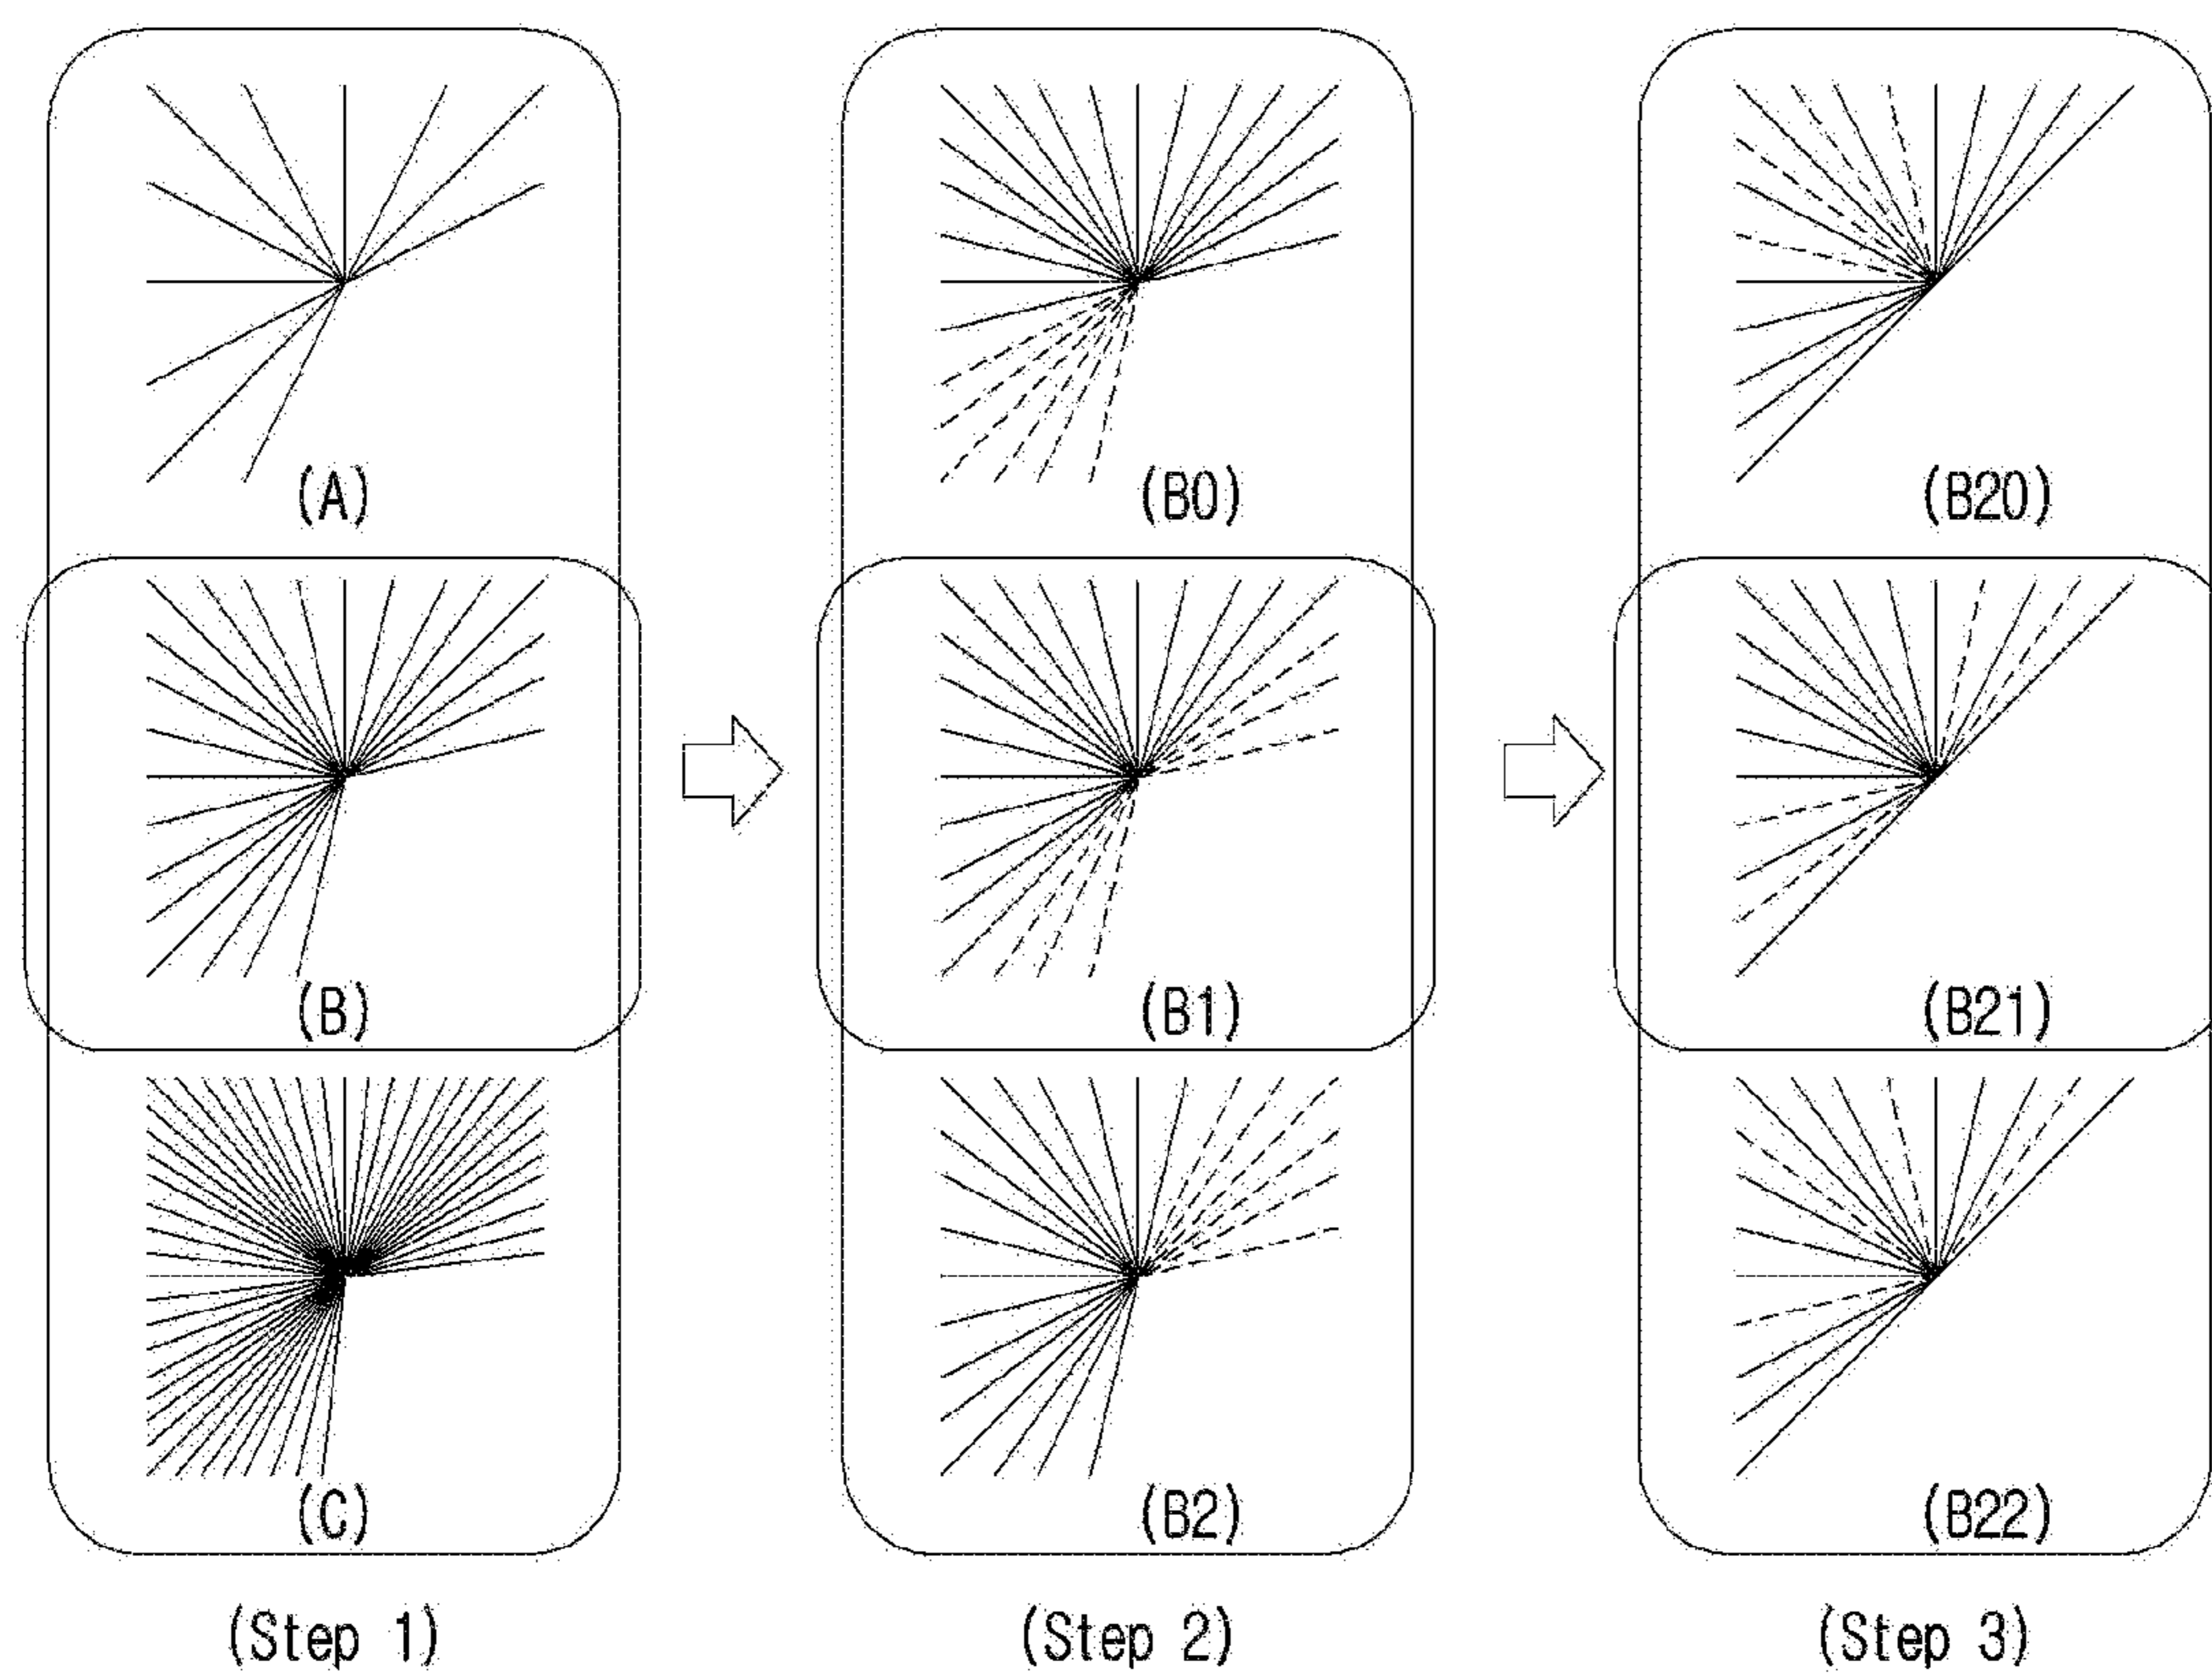 (A)
(B0)
(B20)
(B)
(B1)
(B21)
(C)
(B2)
(B22)
(Step 1)
(Step 2)
(Step 3)